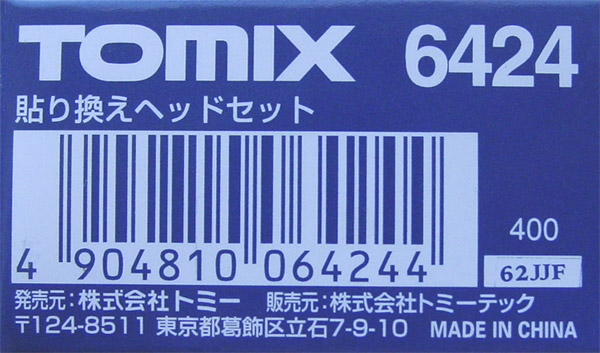 TOMIX 6424
貼り換えヘッドセット
400
4 904810 064244
62JJF
発売元:株式会社トミー 販売元:株式会社トミーテック
〒124-8511 東京都葛飾区立石7-9-10 MADE IN CHINA